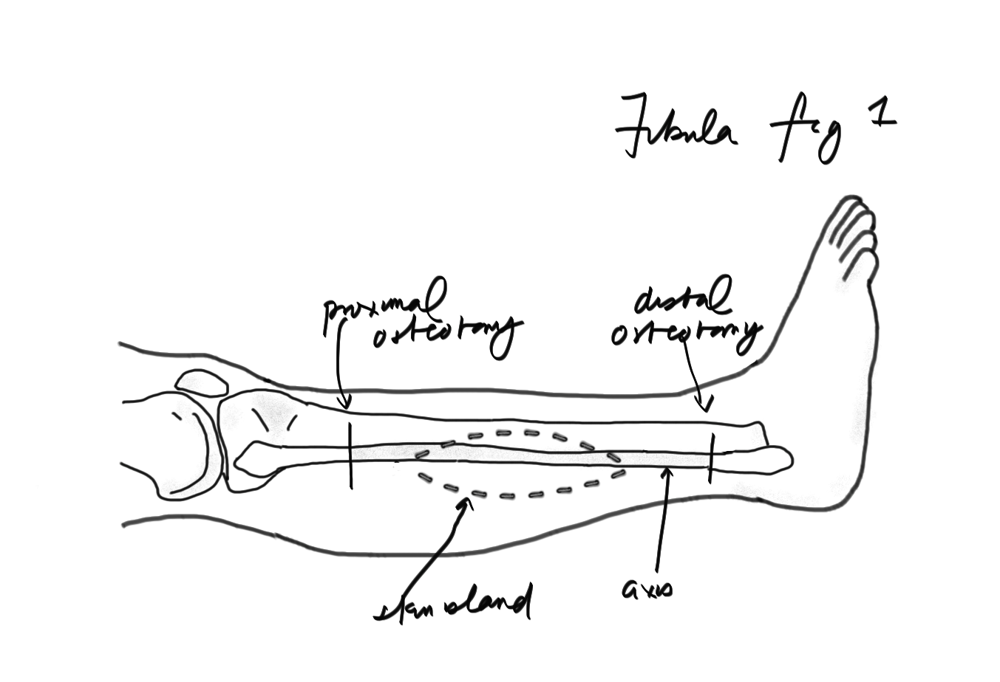 Fibula fig 1
proximal
osteotomy
distal
osteotomy
skin island
axis